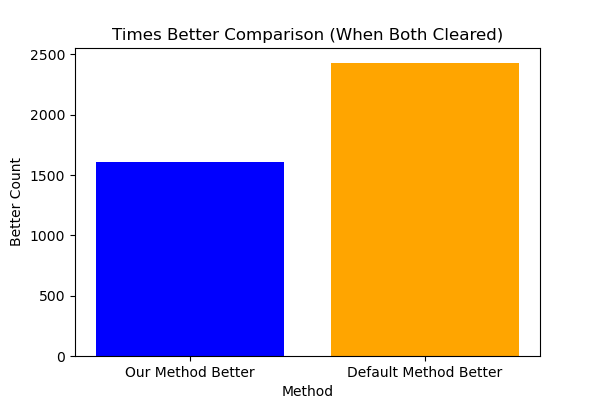 Times Better Comparison (When Both Cleared)
2500
2000
1500
1000
500
0
Better Count
Our Method Better
Default Method Better
Method